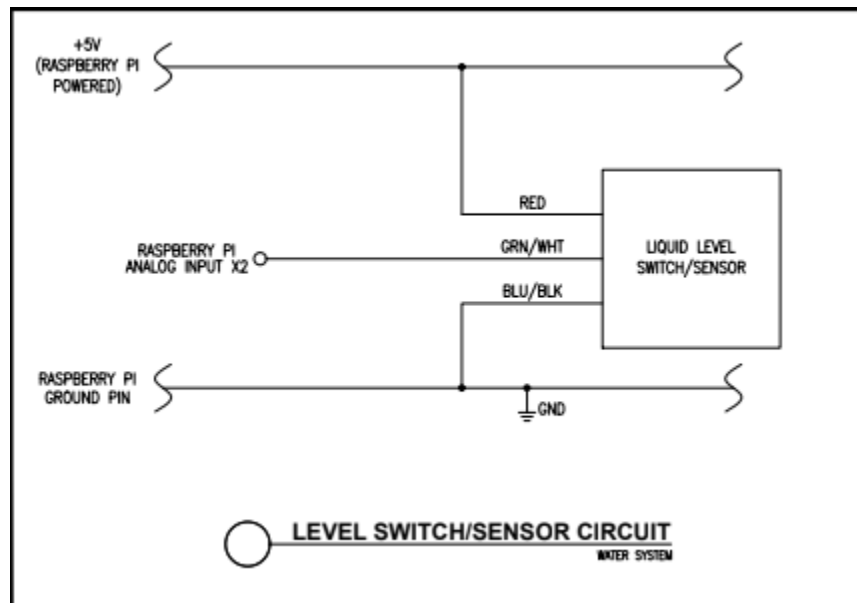 +5V
(RASPBERRY PI
POWERED)
RED
RASPBERRY PI
ANALOG INPUT X2
GRN/WHT
LIQUID LEVEL
SWITCH/SENSOR
BLU/BLK
RASPBERRY PI
GROUND PIN
GND
LEVEL SWITCH/SENSOR CIRCUIT
WATER SYSTEM